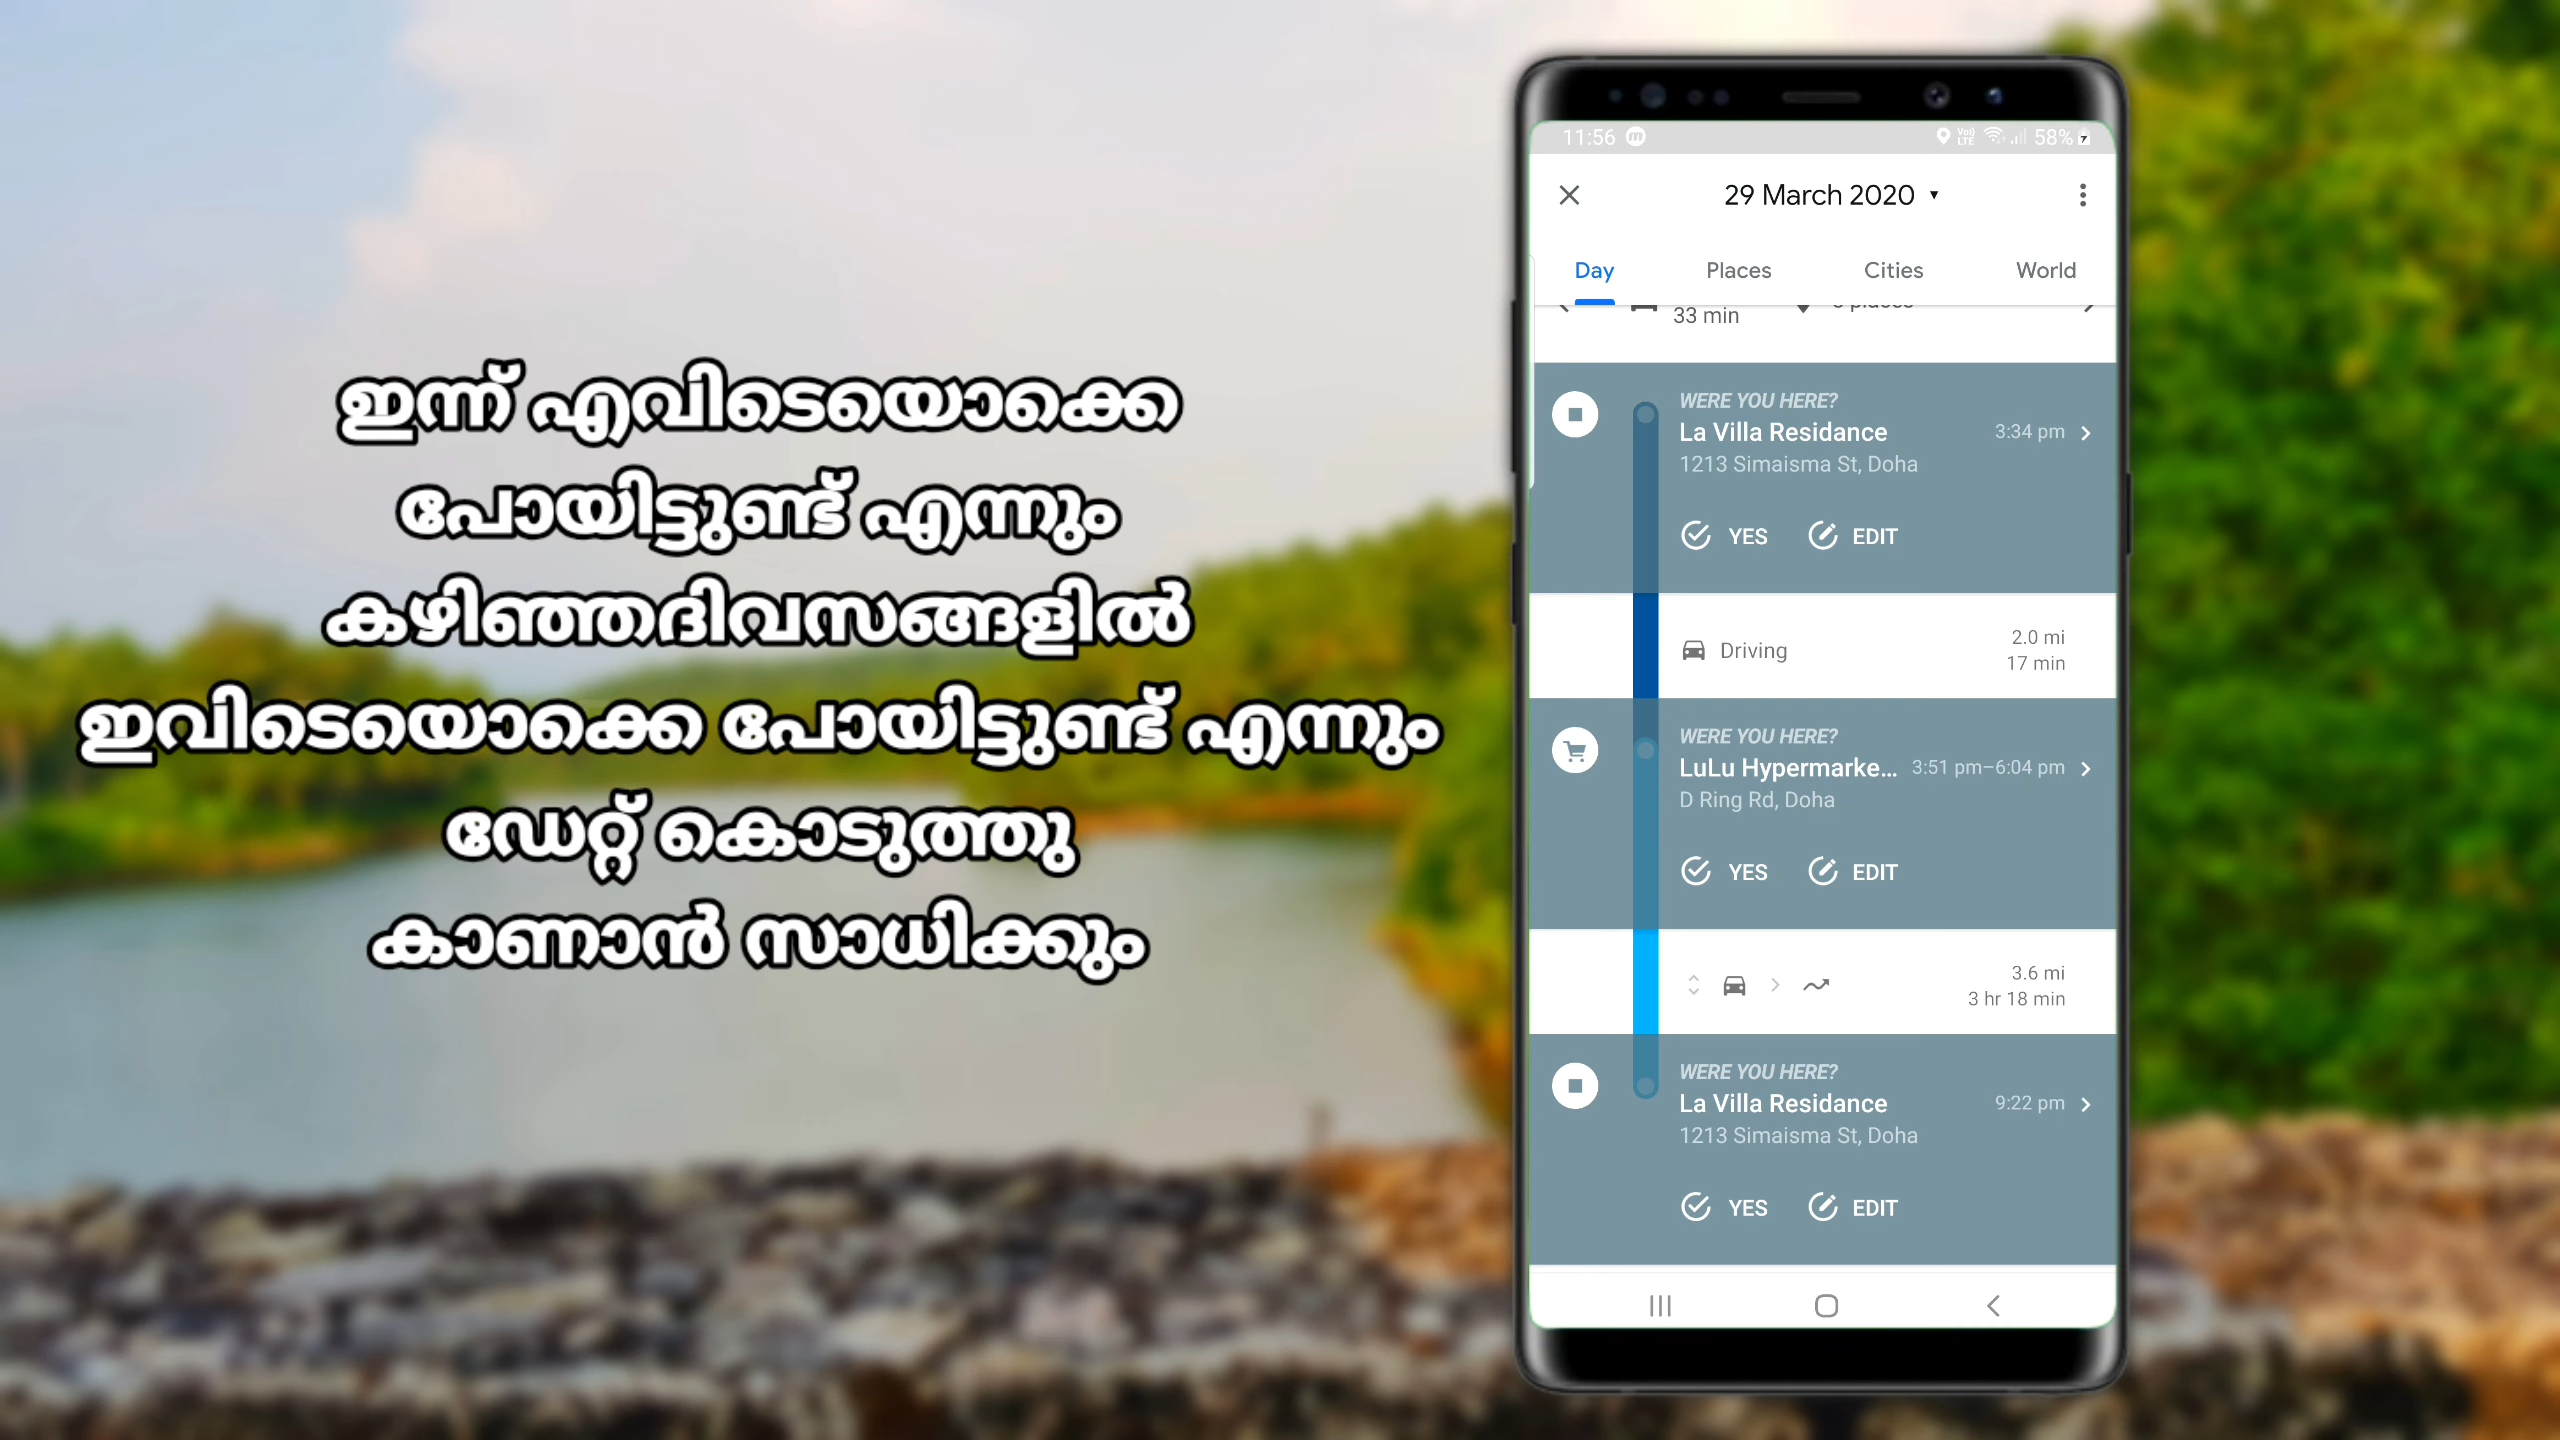 ഇന്ന് എവിടെയൊക്കെ
പോയിട്ടുണ്ട് എന്നും
കഴിഞ്ഞദിവസങ്ങളിൽ
ഇവിടെയൊക്കെ പോയിട്ടുണ്ട് എന്നും
ഡേറ്റ് കൊടുത്തു
കാണാൻ സാധിക്കും
11:56 58%
29 March 2020
Day Places Cities World
33 min
WERE YOU HERE?
La Villa Residance 3:34 pm
1213 Simaisma St, Doha
YES EDIT
Driving 2.0 mi
17 min
WERE YOU HERE?
LuLu Hypermarke... 3:51 pm–6:04 pm
D Ring Rd, Doha
YES EDIT
3.6 mi
3 hr 18 min
WERE YOU HERE?
La Villa Residance 9:22 pm
1213 Simaisma St, Doha
YES EDIT